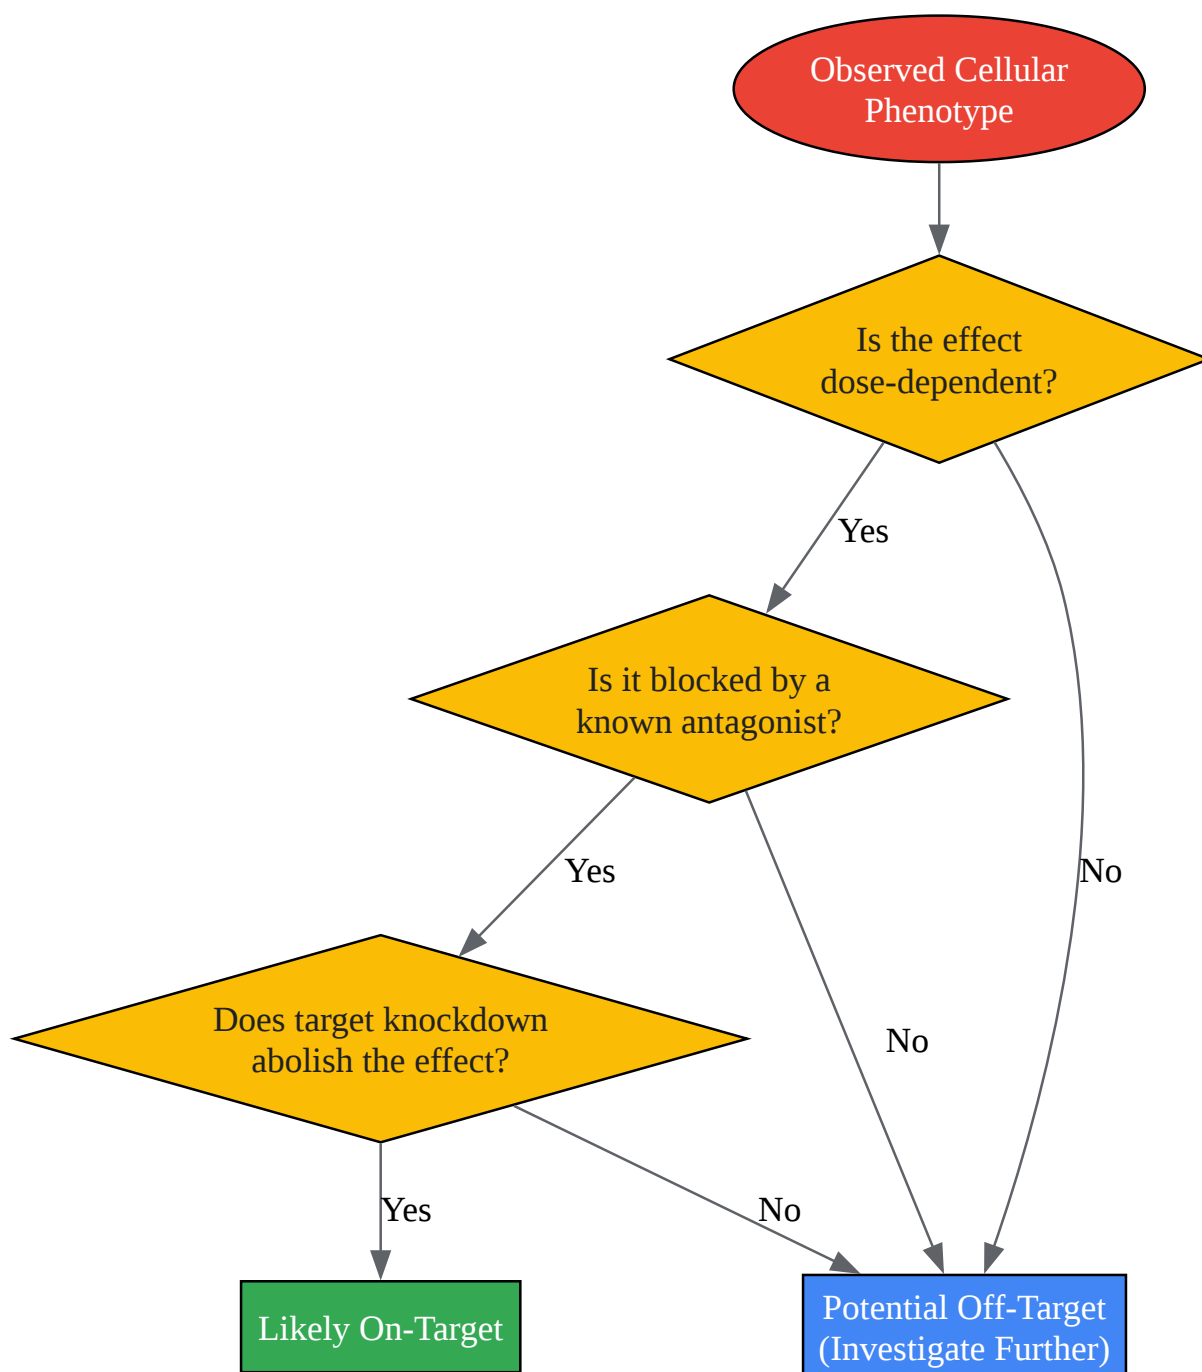 Observed Cellular
Phenotype
Is the effect
dose-dependent?
Yes
Is it blocked by a
known antagonist?
Yes
No
Does target knockdown
abolish the effect?
No
Yes
No
Likely On-Target
Potential Off-Target
(Investigate Further)